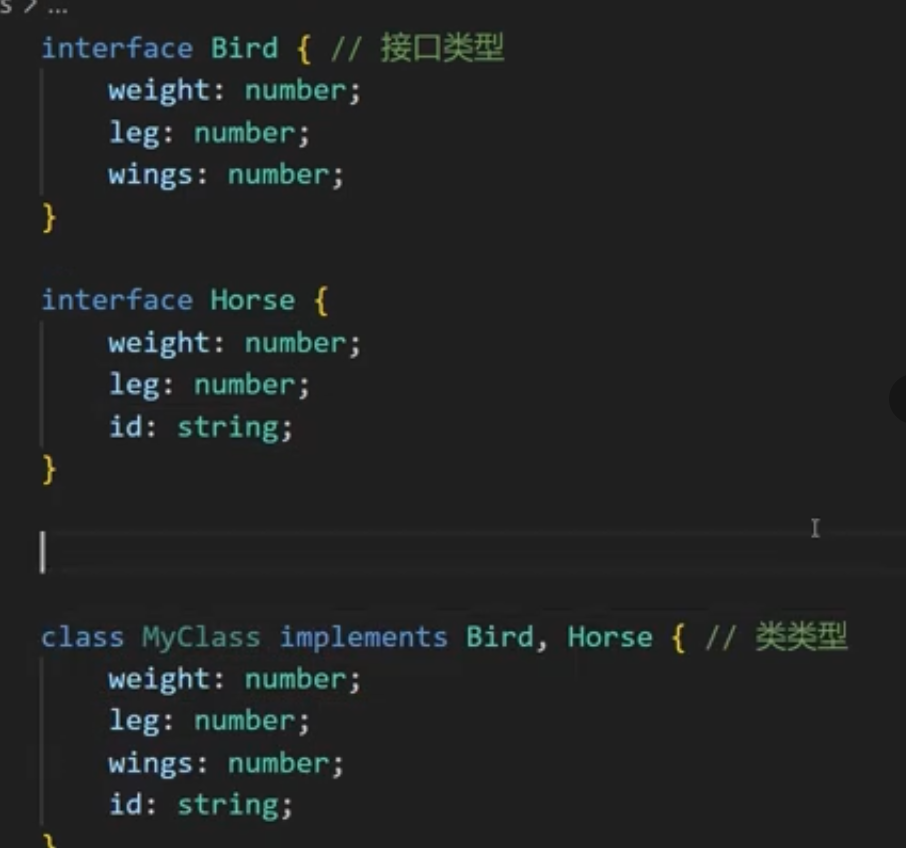 s > ...
interface Bird { // 接口类型
    weight: number;
    leg: number;
    wings: number;
}
interface Horse {
    weight: number;
    leg: number;
    id: string;
}
class MyClass implements Bird, Horse { // 类类型
    weight: number;
    leg: number;
    wings: number;
    id: string;
}